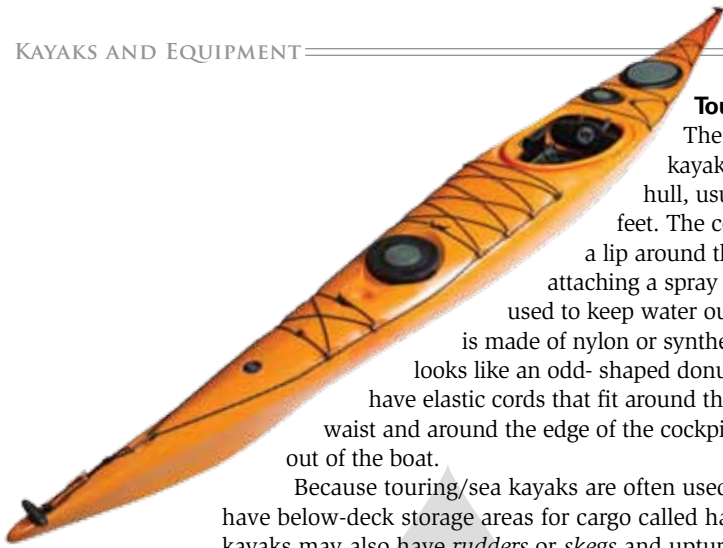 KAYAKS AND EQUIPMENT
Tou
The
kayak
hull, usu
feet. The c
a lip around th
attaching a spray
used to keep water ou
is made of nylon or synthe
looks like an odd- shaped donu
have elastic cords that fit around th
waist and around the edge of the cockpi
out of the boat.
Because touring/sea kayaks are often used
have below-deck storage areas for cargo called ha
kayaks may also have rudders or skegs and uptur